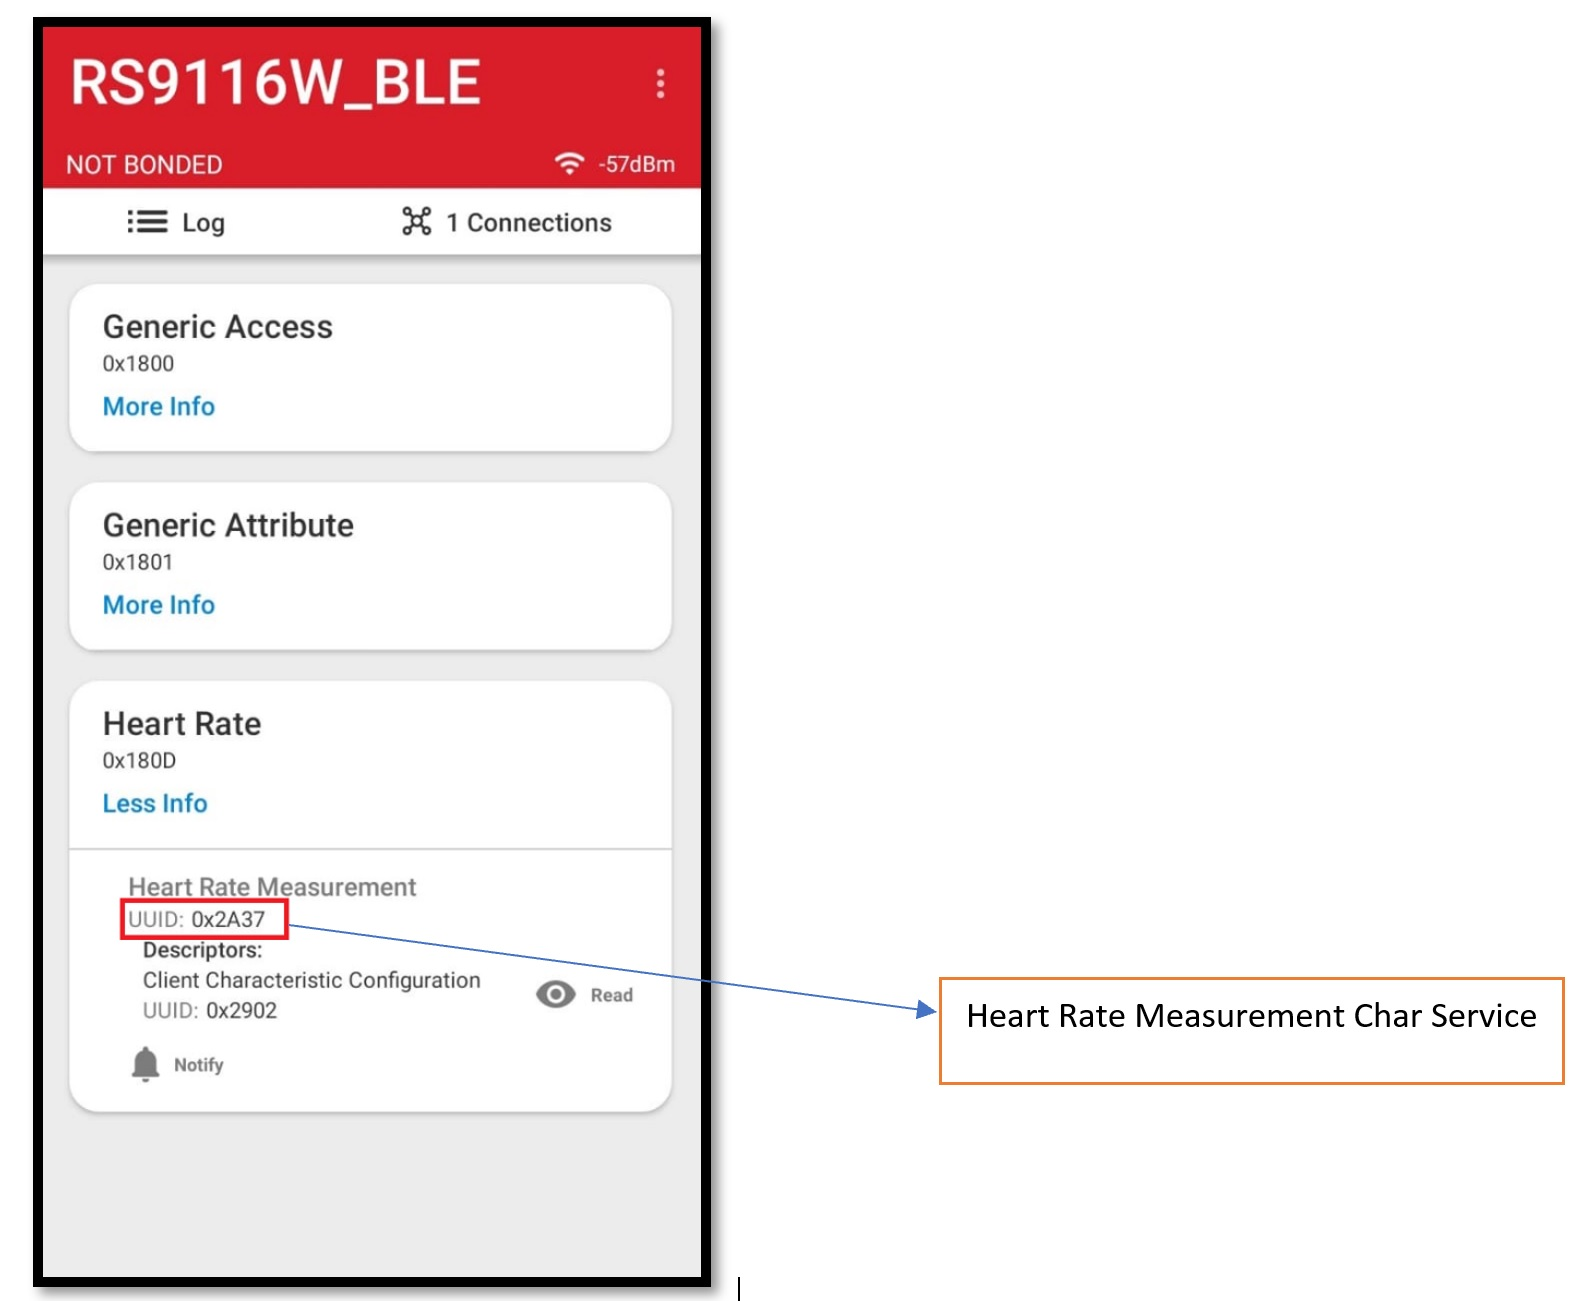 RS9116W_BLE
NOT BONDED
-57dBm
Log
1 Connections
Generic Access
0x1800
More Info
Generic Attribute
0x1801
More Info
Heart Rate
0x180D
Less Info
Heart Rate Measurement
UUID: 0x2A37
Descriptors:
Client Characteristic Configuration
UUID: 0x2902
Read
Notify
Heart Rate Measurement Char Service